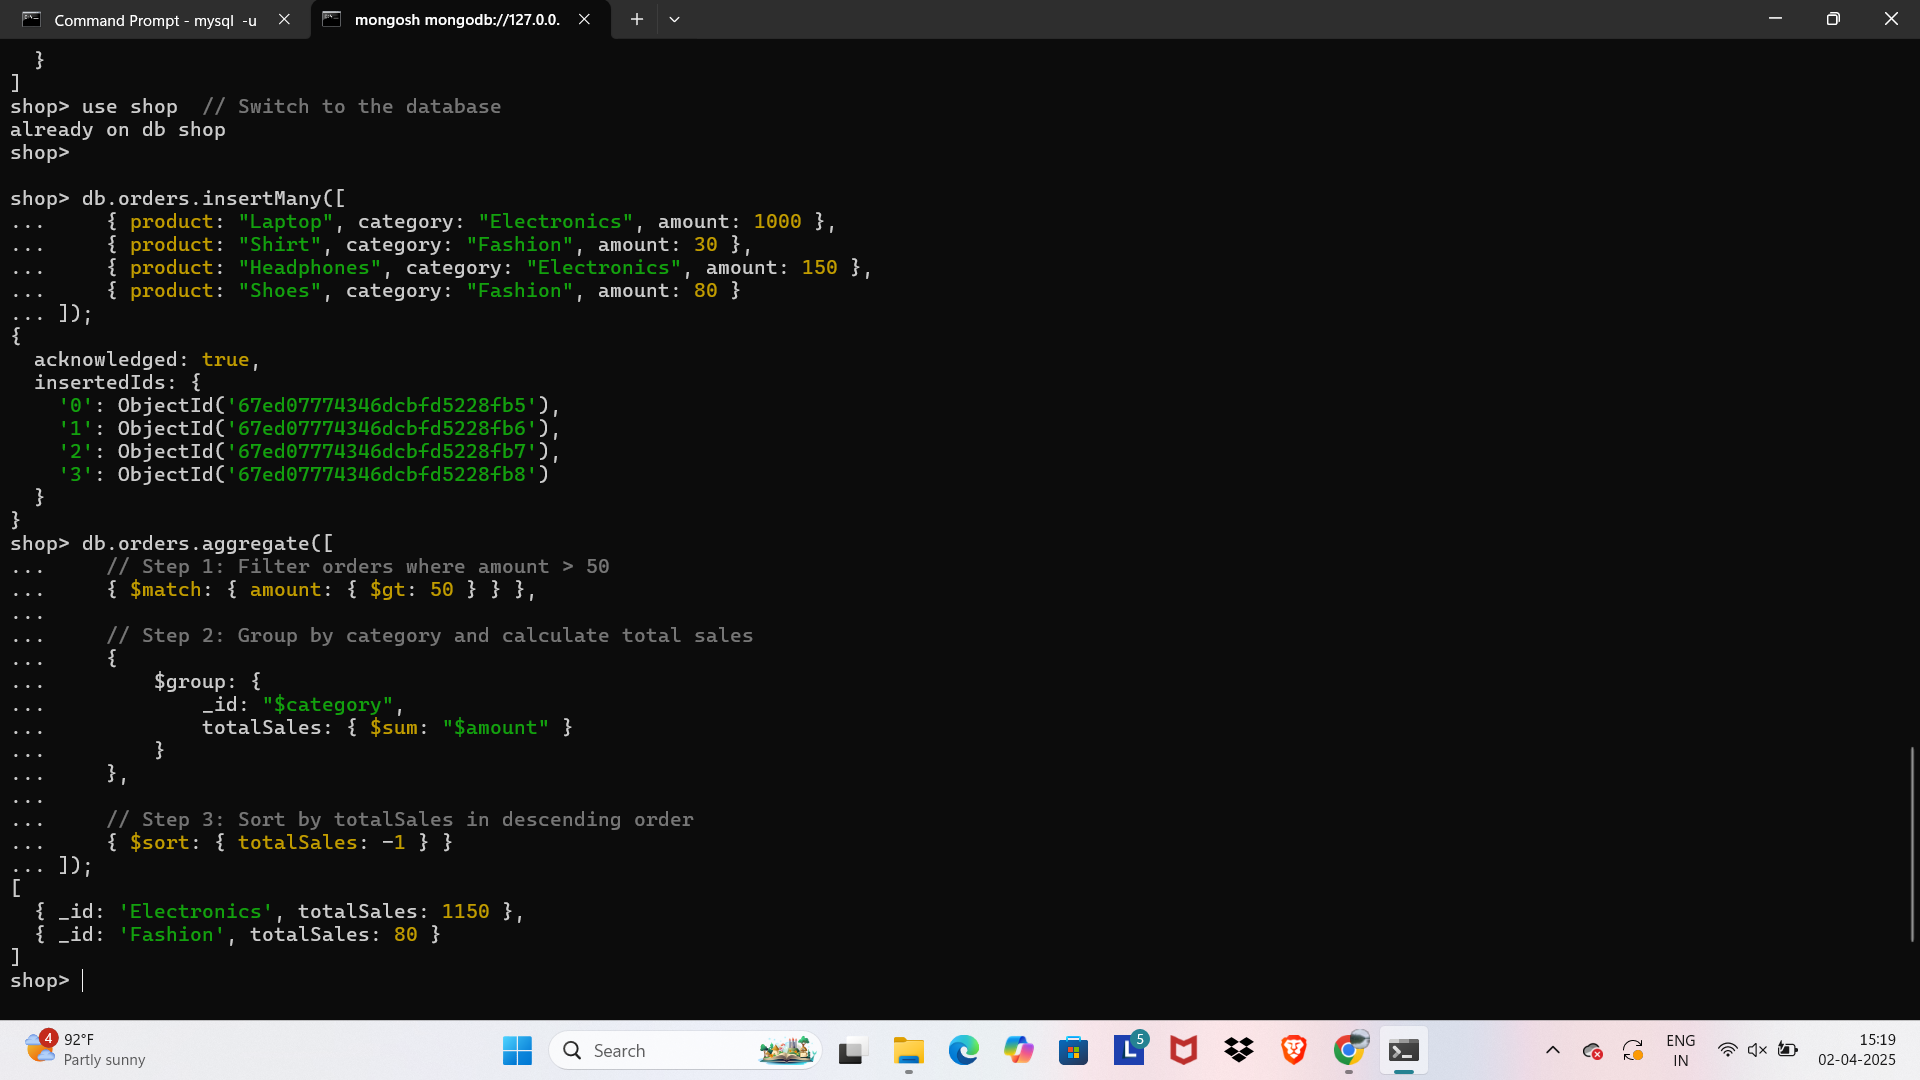 Command Prompt - mysql  -u
mongosh mongodb://127.0.0.
  }
]
shop> use shop  // Switch to the database
already on db shop
shop>
shop> db.orders.insertMany([
...     { product: "Laptop", category: "Electronics", amount: 1000 },
...     { product: "Shirt", category: "Fashion", amount: 30 },
...     { product: "Headphones", category: "Electronics", amount: 150 },
...     { product: "Shoes", category: "Fashion", amount: 80 }
... ]);
{
  acknowledged: true,
  insertedIds: {
    '0': ObjectId('67ed07774346dcbfd5228fb5'),
    '1': ObjectId('67ed07774346dcbfd5228fb6'),
    '2': ObjectId('67ed07774346dcbfd5228fb7'),
    '3': ObjectId('67ed07774346dcbfd5228fb8')
  }
}
shop> db.orders.aggregate([
...     // Step 1: Filter orders where amount > 50
...     { $match: { amount: { $gt: 50 } } },
...
...     // Step 2: Group by category and calculate total sales
...     {
...         $group: {
...             _id: "$category",
...             totalSales: { $sum: "$amount" }
...         }
...     },
...
...     // Step 3: Sort by totalSales in descending order
...     { $sort: { totalSales: -1 } }
... ]);
[
  { _id: 'Electronics', totalSales: 1150 },
  { _id: 'Fashion', totalSales: 80 }
]
shop>
4
92°F
Partly sunny
Search
L
5
ENG
IN
15:19
02-04-2025